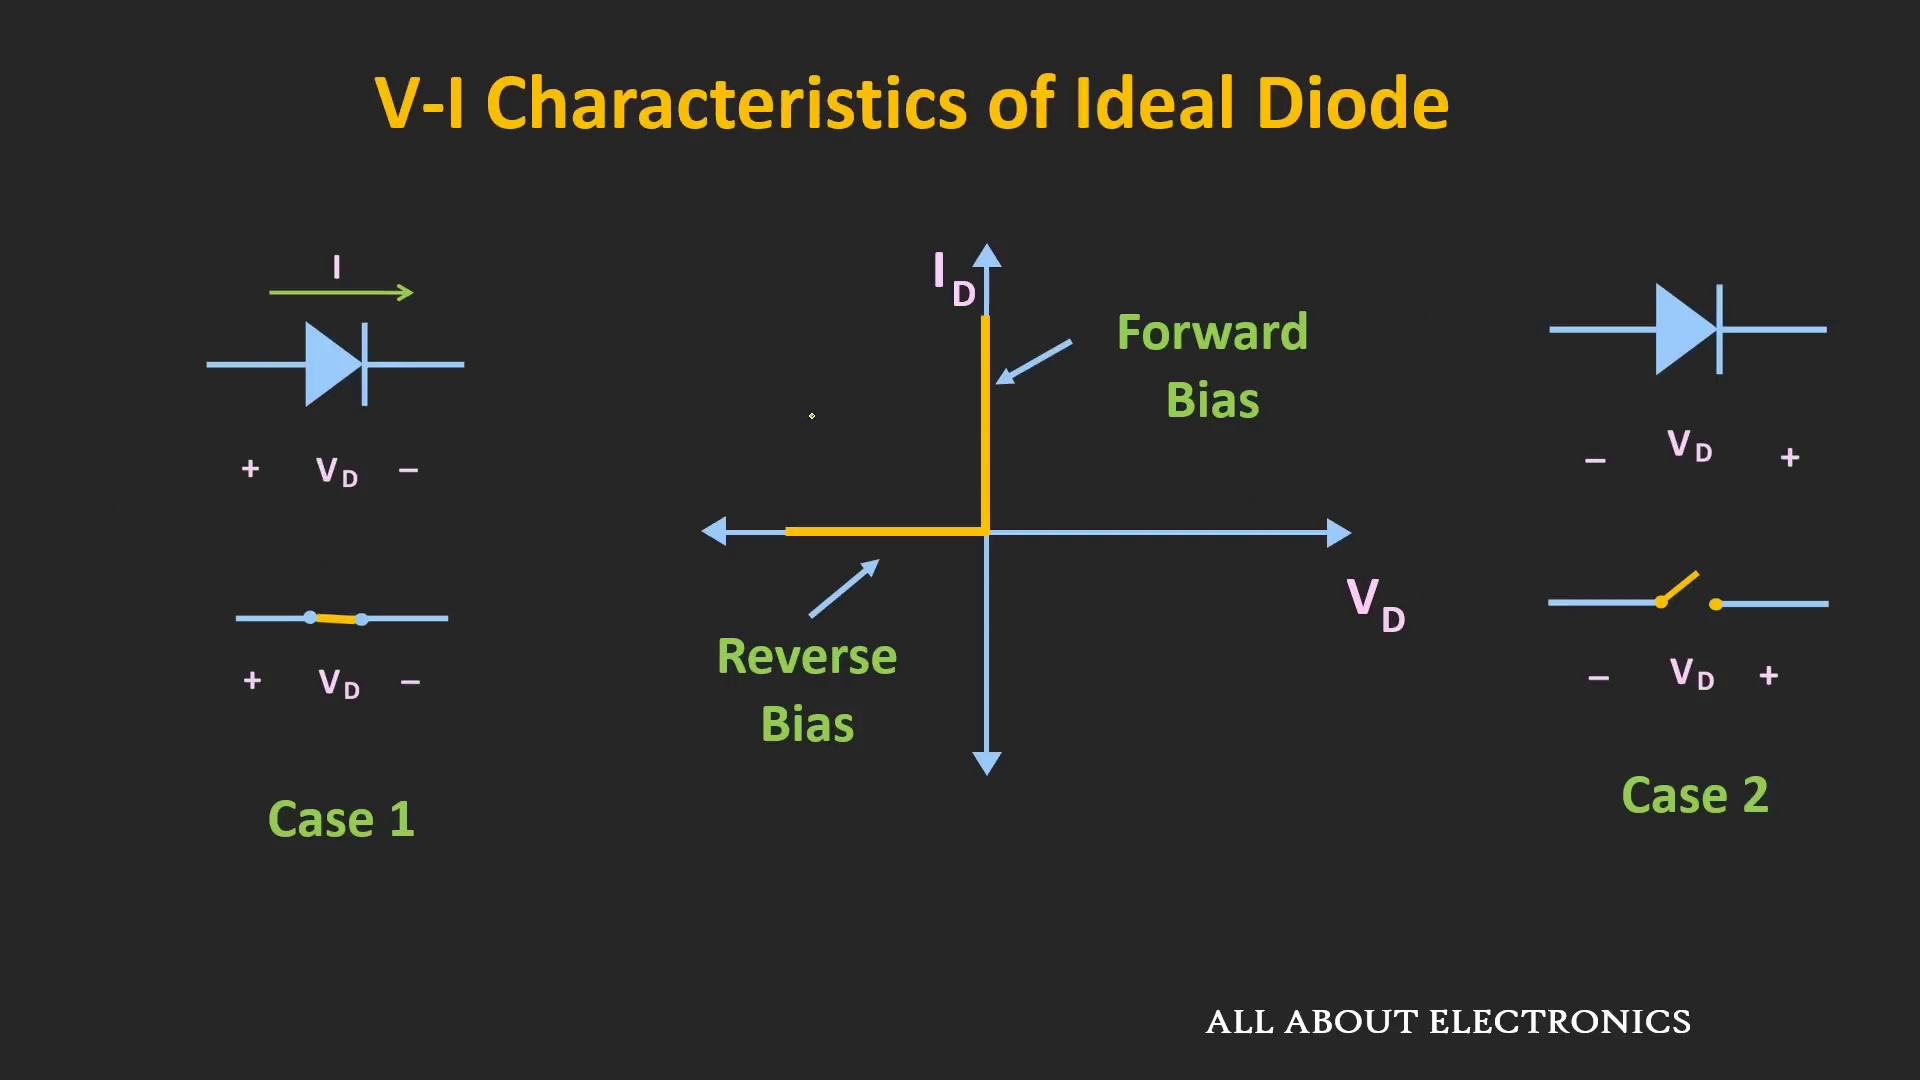 V-I Characteristics of Ideal Diode
I
+ VD −
+ VD −
Case 1
ID
Forward
Bias
VD
Reverse
Bias
− VD +
− VD +
Case 2
ALL ABOUT ELECTRONICS